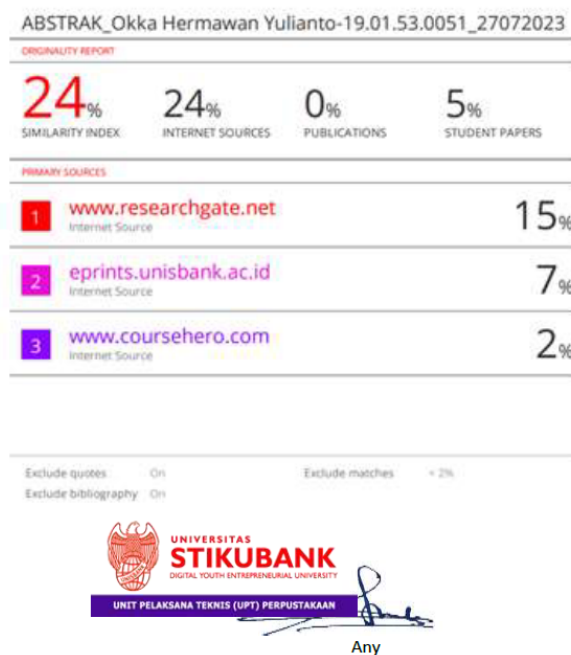 ABSTRAK_Okka Hermawan Yulianto-19.01.53.0051_27072023
ORIGINALITY REPORT
24% 24% 0% 5%
SIMILARITY INDEX INTERNET SOURCES PUBLICATIONS STUDENT PAPERS
PRIMARY SOURCES
1 www.researchgate.net 15%
Internet Source
2 eprints.unisbank.ac.id 7%
Internet Source
3 www.coursehero.com 2%
Internet Source
Exclude quotes On Exclude matches < 2%
Exclude bibliography On
UNIVERSITAS
STIKUBANK
DIGITAL YOUTH ENTREPRENEURIAL UNIVERSITY
UNIT PELAKSANA TEKNIS (UPT) PERPUSTAKAAN
Any